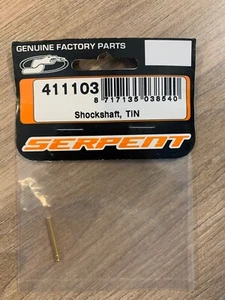 GENUINE FACTORY PARTS
411103
8 717135 038540
Shockshaft, TiN
SERPENT